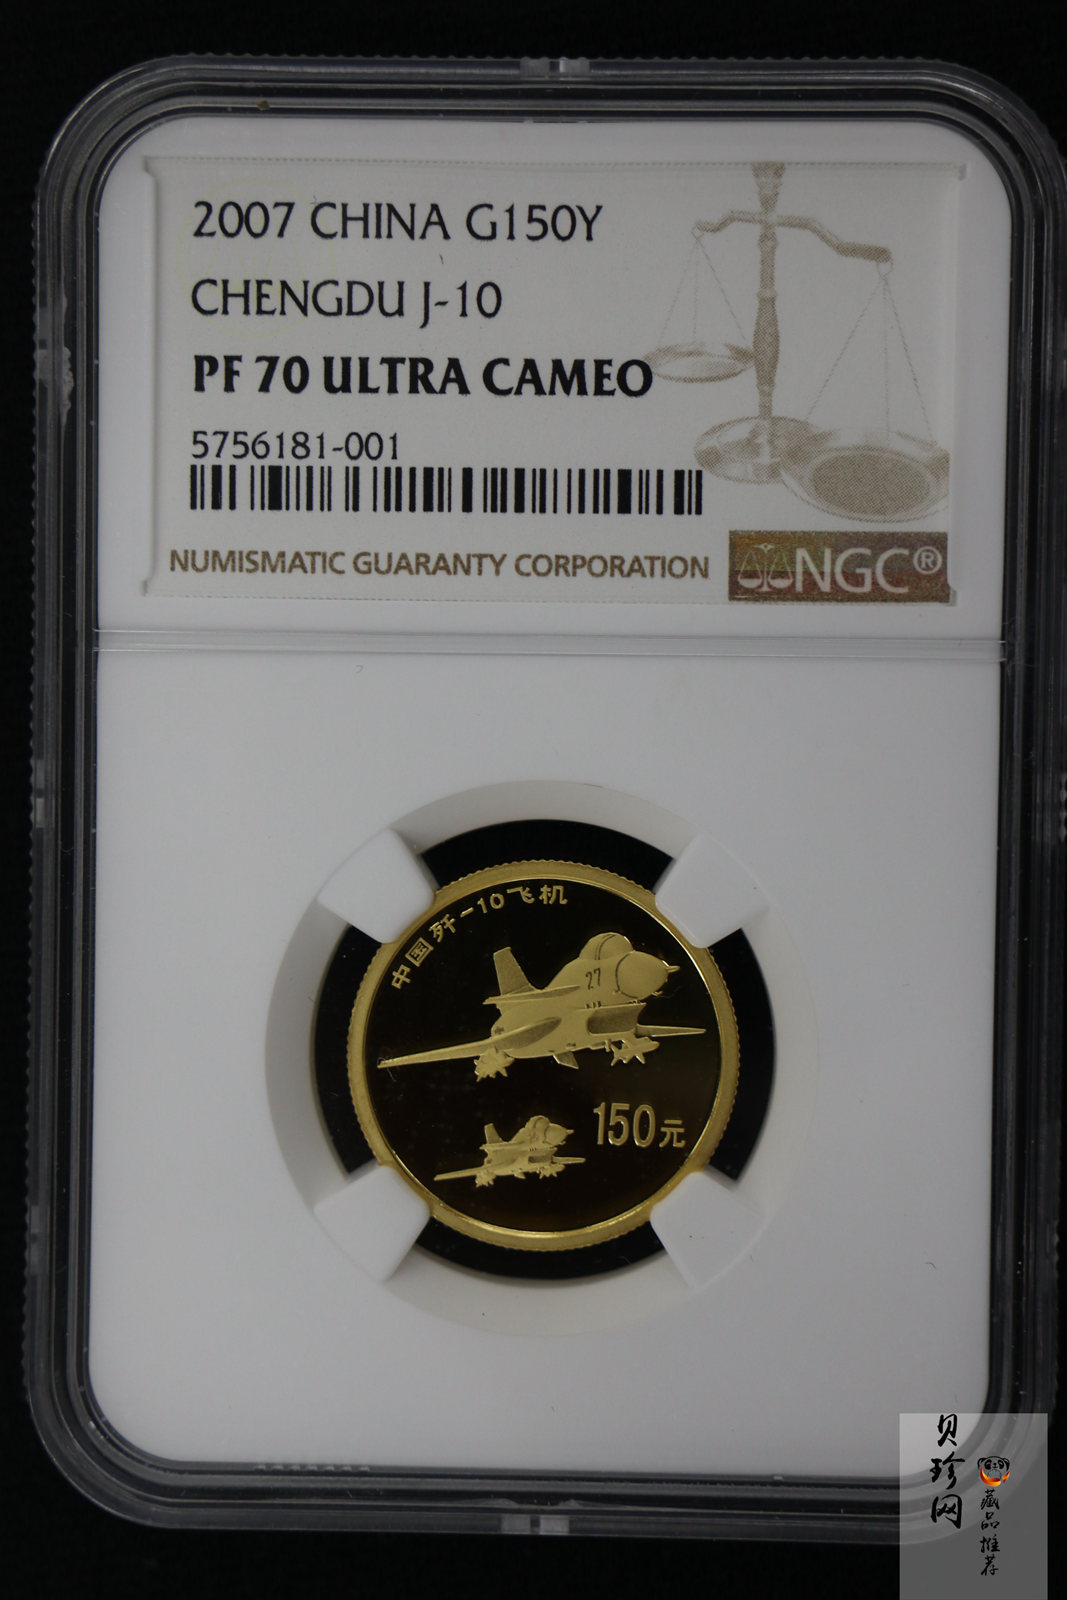 2007 CHINA G150Y
CHENGDU J-10
PF 70 ULTRA CAMEO
5756181-001
NUMISMATIC GUARANTY CORPORATION
NGC®
中国歼-10飞机
27
150元
贝珍网
藏品推荐